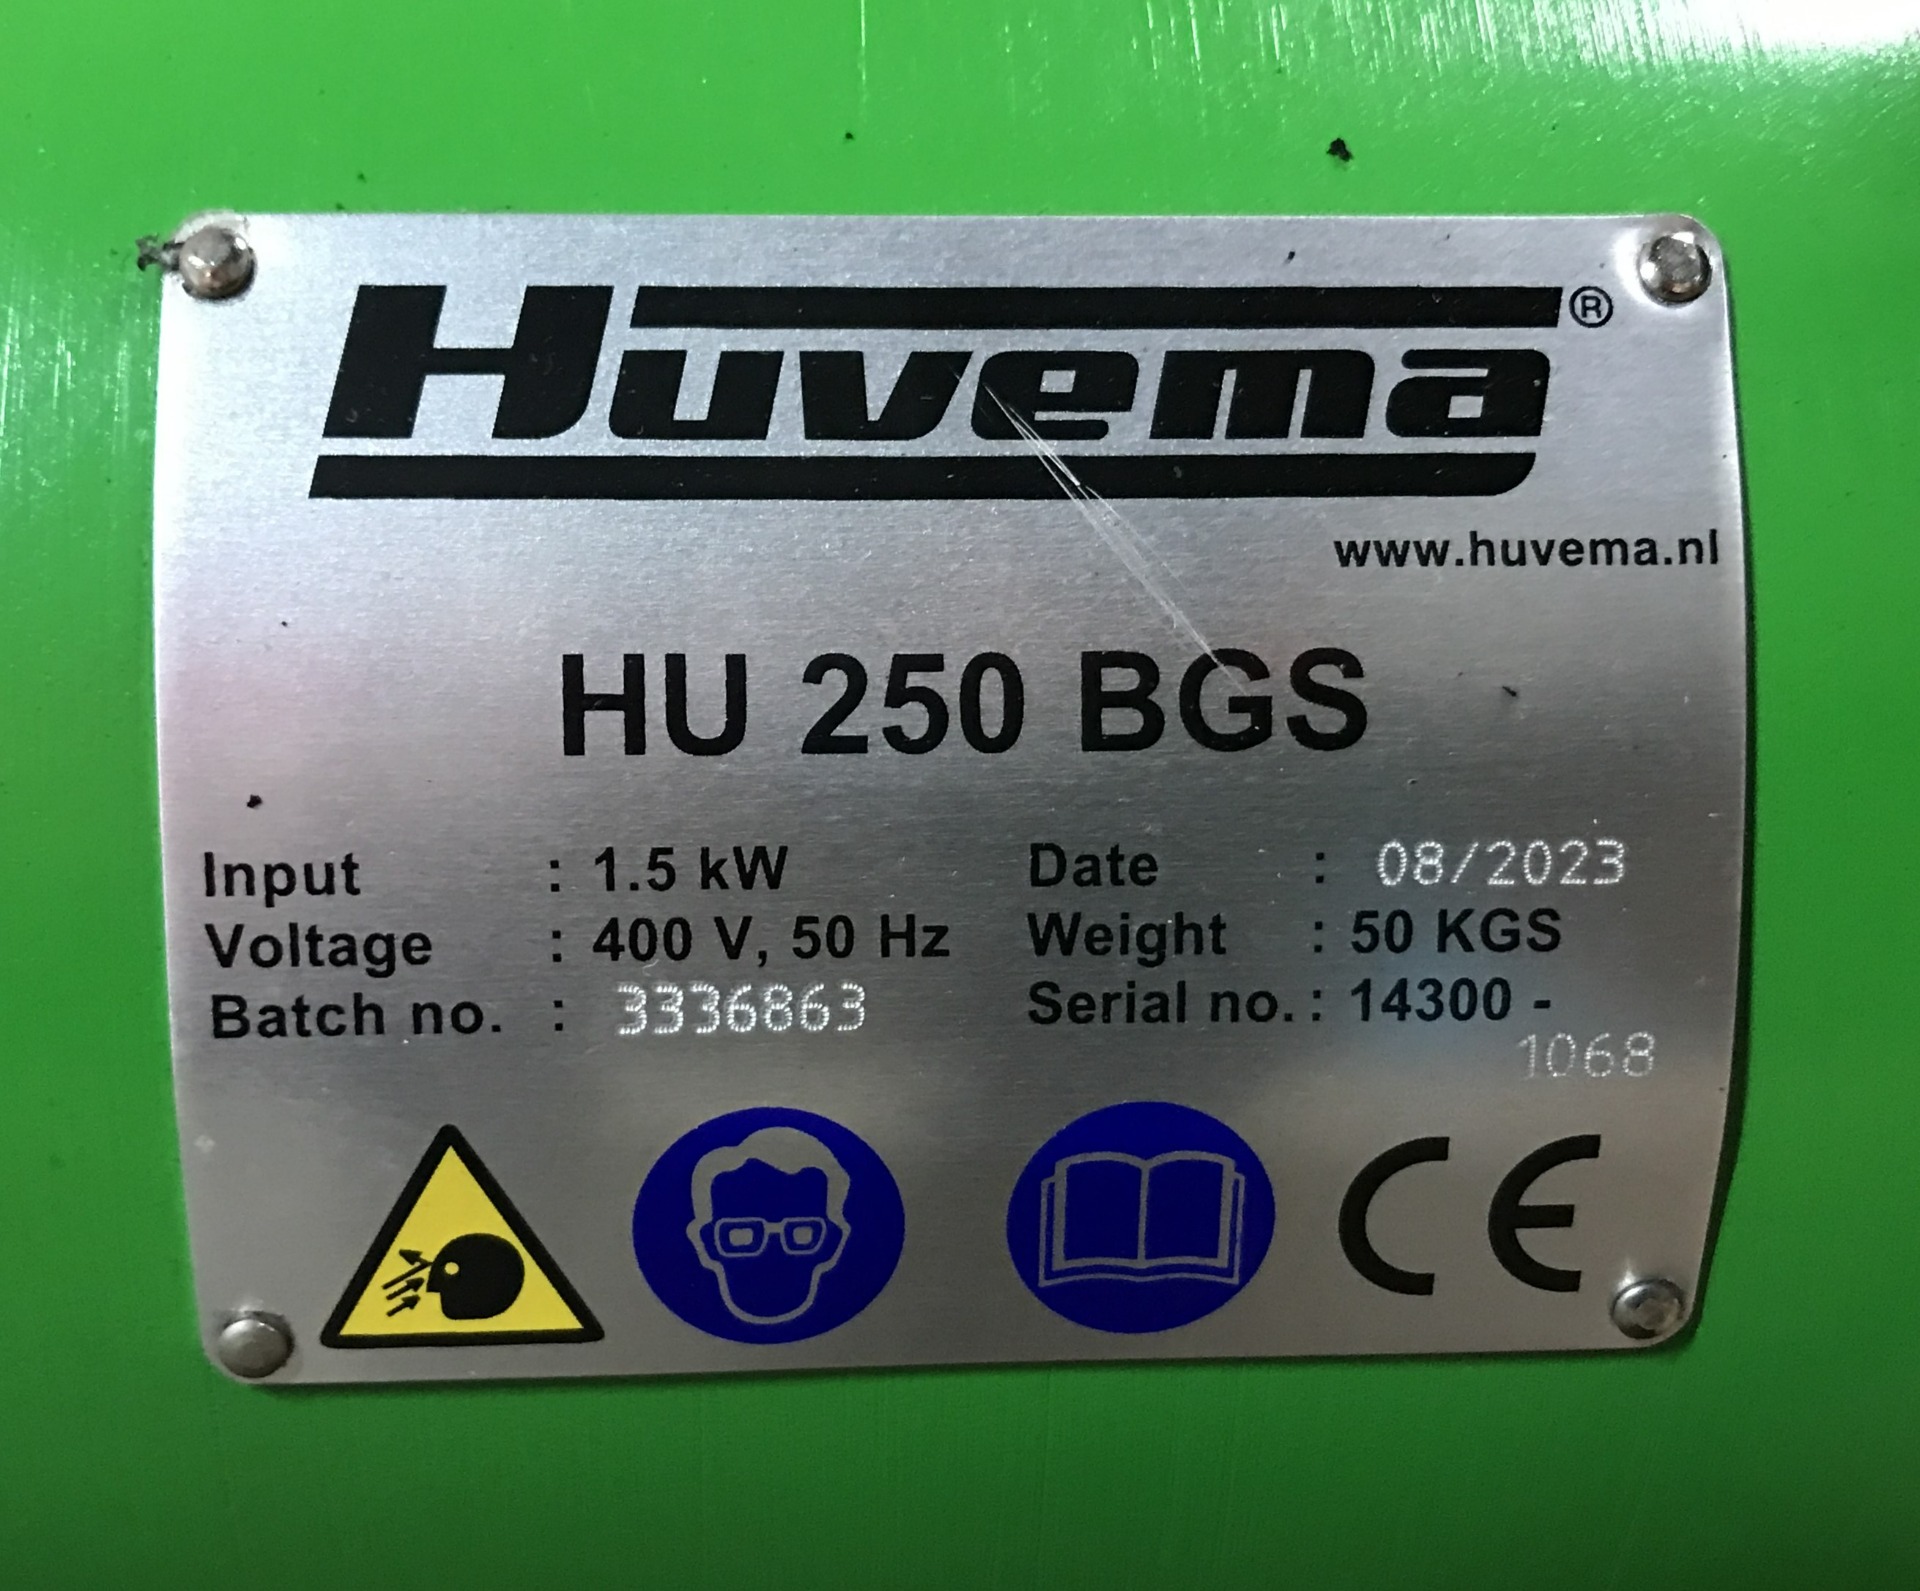 Huvema®
www.huvema.nl
HU 250 BGS
Input : 1.5 kW
Voltage : 400 V, 50 Hz
Batch no. : 3336863
Date : 08/2023
Weight : 50 KGS
Serial no. : 14300 -
1068
CE